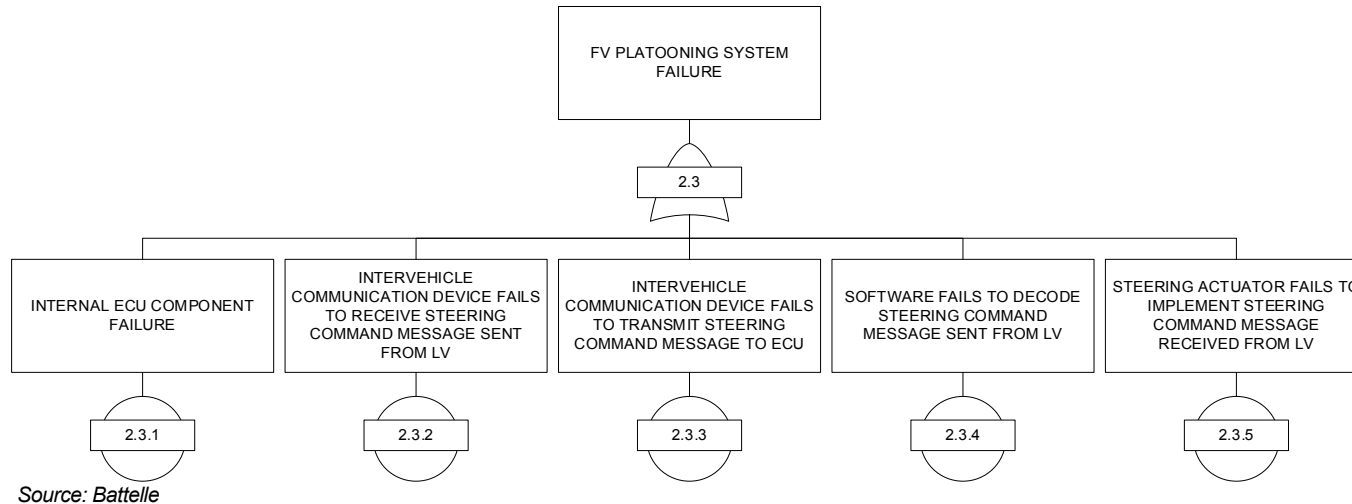 FV PLATOONING SYSTEM
FAILURE
2.3
INTERNAL ECU COMPONENT
FAILURE
INTERVEHICLE
COMMUNICATION DEVICE FAILS
TO RECEIVE STEERING
COMMAND MESSAGE SENT
FROM LV
INTERVEHICLE
COMMUNICATION DEVICE FAILS
TO TRANSMIT STEERING
COMMAND MESSAGE TO ECU
SOFTWARE FAILS TO DECODE
STEERING COMMAND
MESSAGE SENT FROM LV
STEERING ACTUATOR FAILS TO
IMPLEMENT STEERING
COMMAND MESSAGE
RECEIVED FROM LV
2.3.1
2.3.2
2.3.3
2.3.4
2.3.5
Source: Battelle